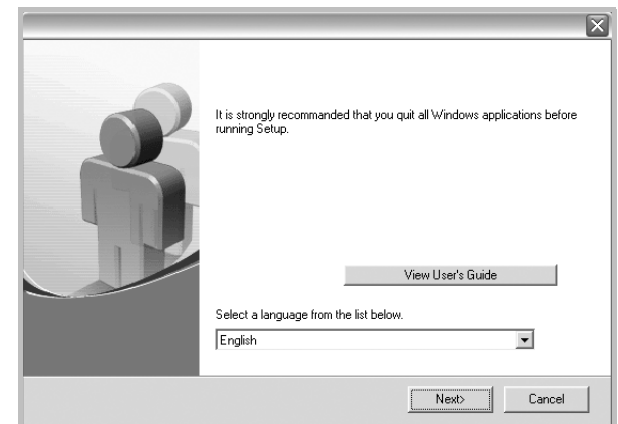 It is strongly recommanded that you quit all Windows applications before
running Setup.
View User's Guide
Select a language from the list below.
English
Next>
Cancel